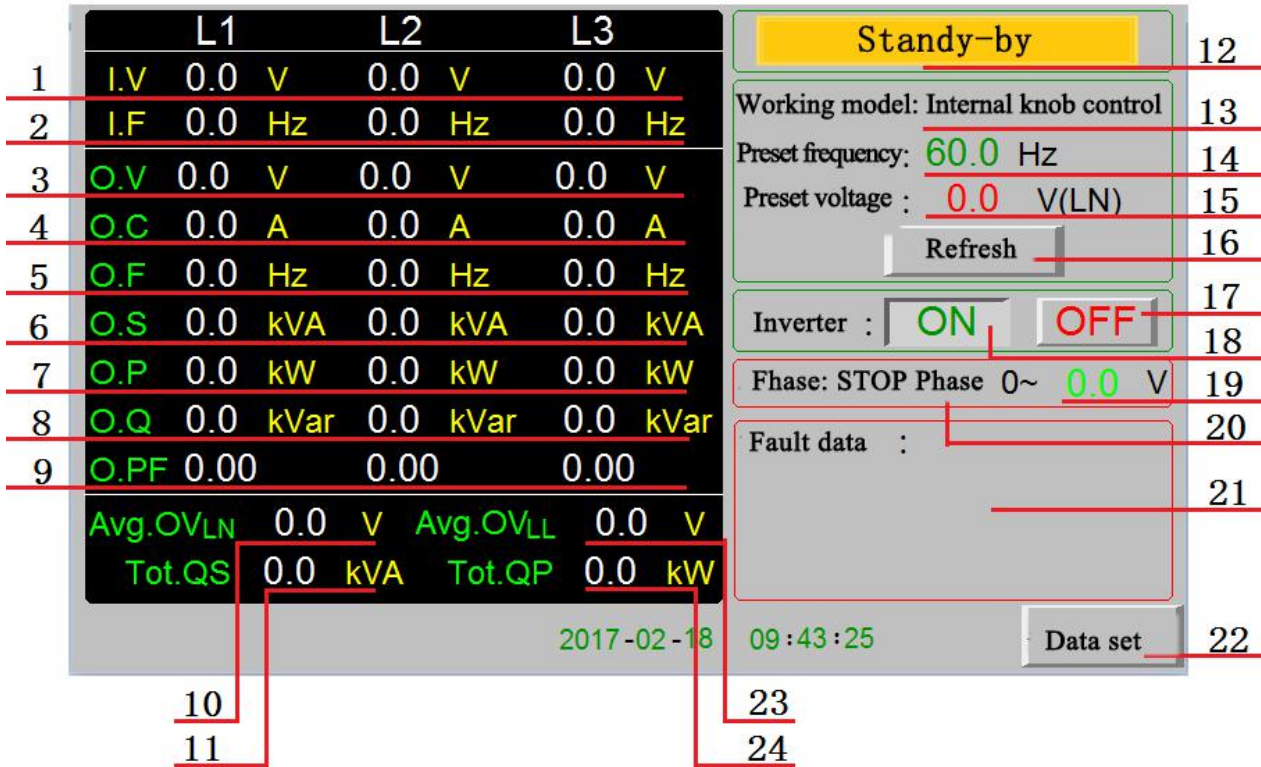 L1 L2 L3
1 I.V 0.0 V 0.0 V 0.0 V
2 I.F 0.0 Hz 0.0 Hz 0.0 Hz
3 O.V 0.0 V 0.0 V 0.0 V
4 O.C 0.0 A 0.0 A 0.0 A
5 O.F 0.0 Hz 0.0 Hz 0.0 Hz
6 O.S 0.0 kVA 0.0 kVA 0.0 kVA
7 O.P 0.0 kW 0.0 kW 0.0 kW
8 O.Q 0.0 kVar 0.0 kVar 0.0 kVar
9 O.PF 0.00 0.00 0.00
Avg.OVLN 0.0 V Avg.OVLL 0.0 V
Tot.QS 0.0 kVA Tot.QP 0.0 kW
Standy-by 12
Working model: Internal knob control 13
Preset frequency: 60.0 Hz 14
Preset voltage : 0.0 V(LN) 15
Refresh 16
Inverter : ON OFF 17
18
Fhase: STOP Phase 0~ 0.0 V 19
20
Fault data :
21
2017-02-18 09:43:25 Data set 22
10 23
11 24